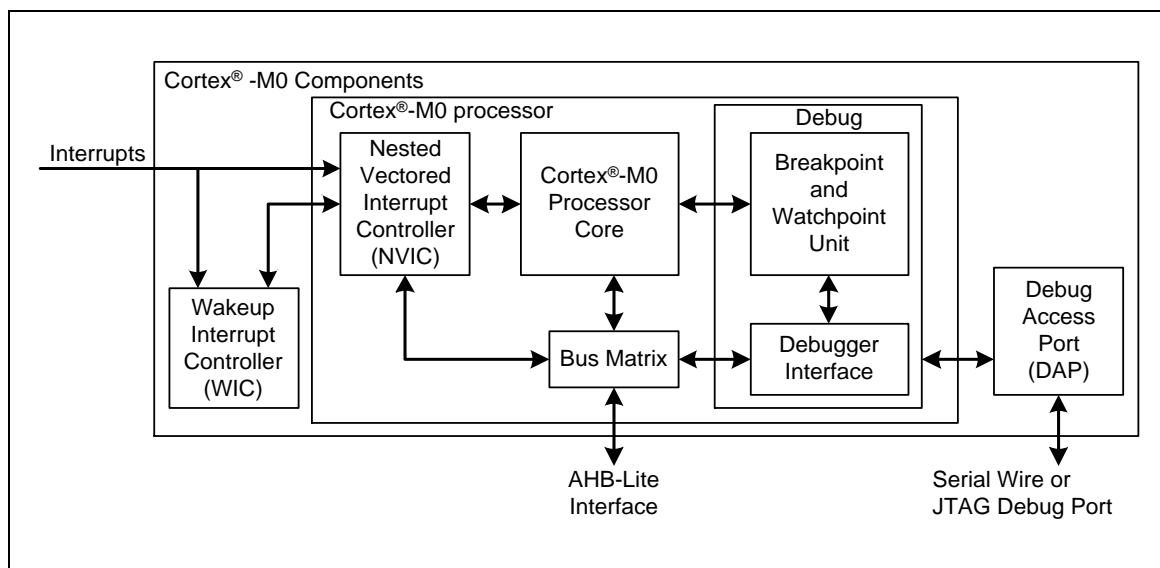 Cortex® -M0 Components
Cortex®-M0 processor
Debug
Interrupts
Nested
Vectored
Interrupt
Controller
(NVIC)
Cortex®-M0
Processor
Core
Breakpoint
and
Watchpoint
Unit
Wakeup
Interrupt
Controller
(WIC)
Bus Matrix
Debugger
Interface
Debug
Access
Port
(DAP)
AHB-Lite
Interface
Serial Wire or
JTAG Debug Port